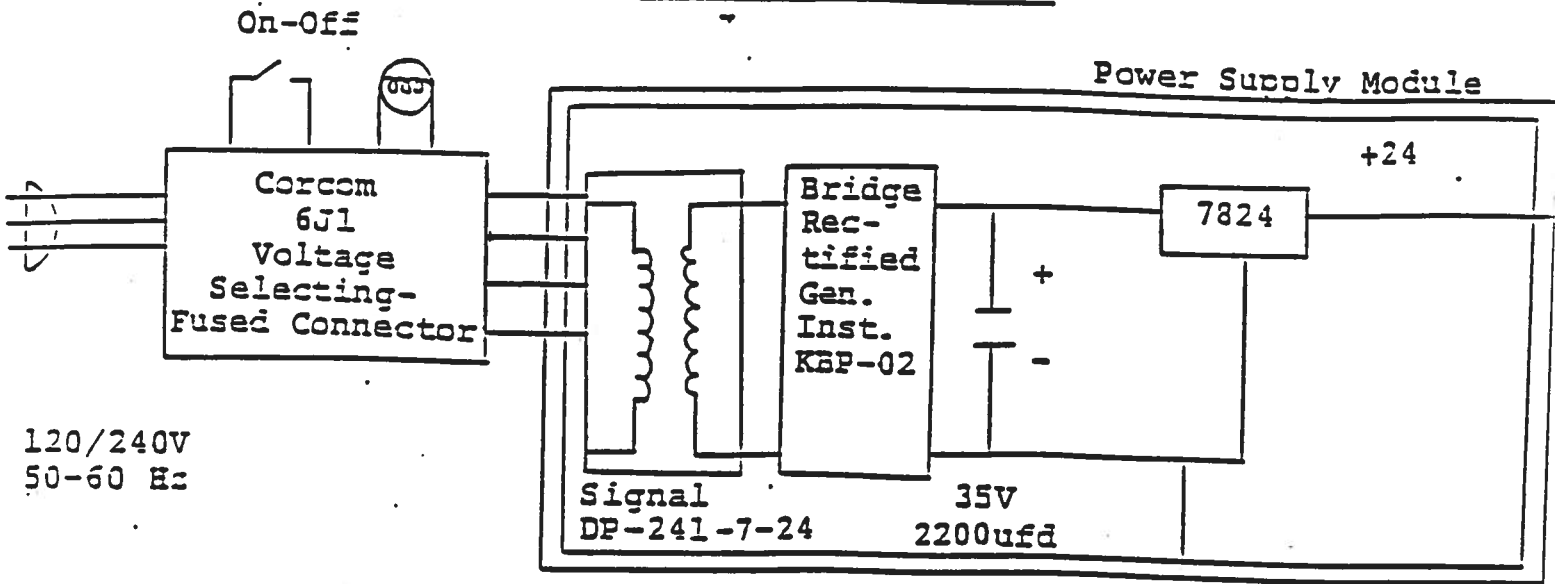 On-Off
Power Supply Module
+24
Corcom
6J1
Voltage
Selecting-
Fused Connector
Bridge
Rec-
tified
Gen.
Inst.
KBP-02
7824
+
-
120/240V
50-60 Hz
Signal
DP-241-7-24
35V
2200ufd